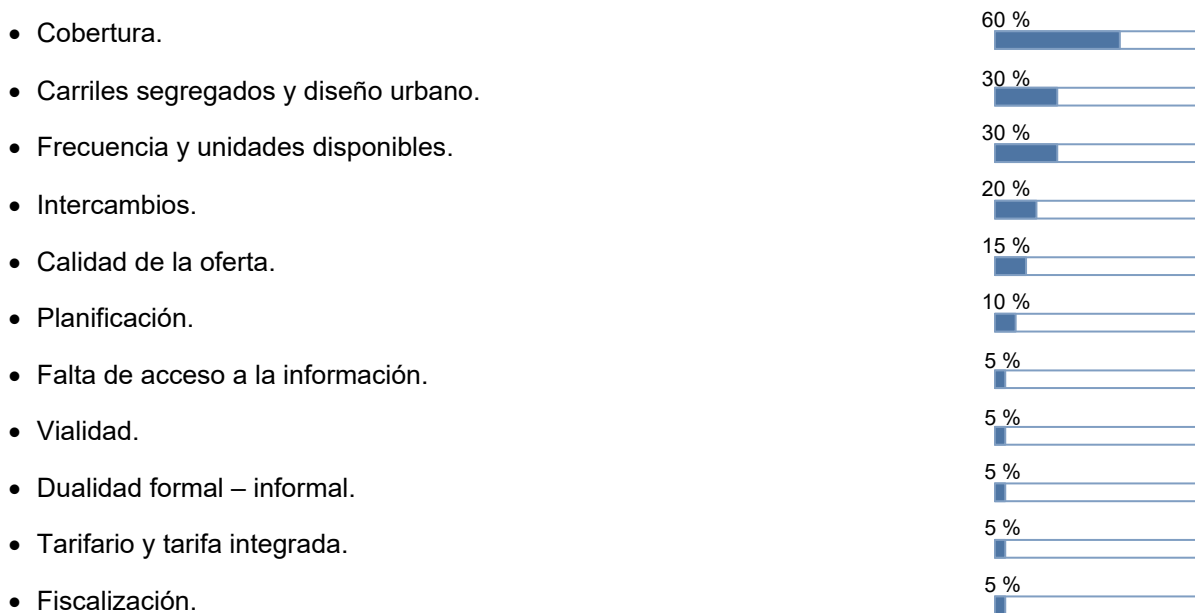 • Cobertura. 60 %
• Carriles segregados y diseño urbano. 30 %
• Frecuencia y unidades disponibles. 30 %
• Intercambios. 20 %
• Calidad de la oferta. 15 %
• Planificación. 10 %
• Falta de acceso a la información. 5 %
• Vialidad. 5 %
• Dualidad formal – informal. 5 %
• Tarifario y tarifa integrada. 5 %
• Fiscalización. 5 %